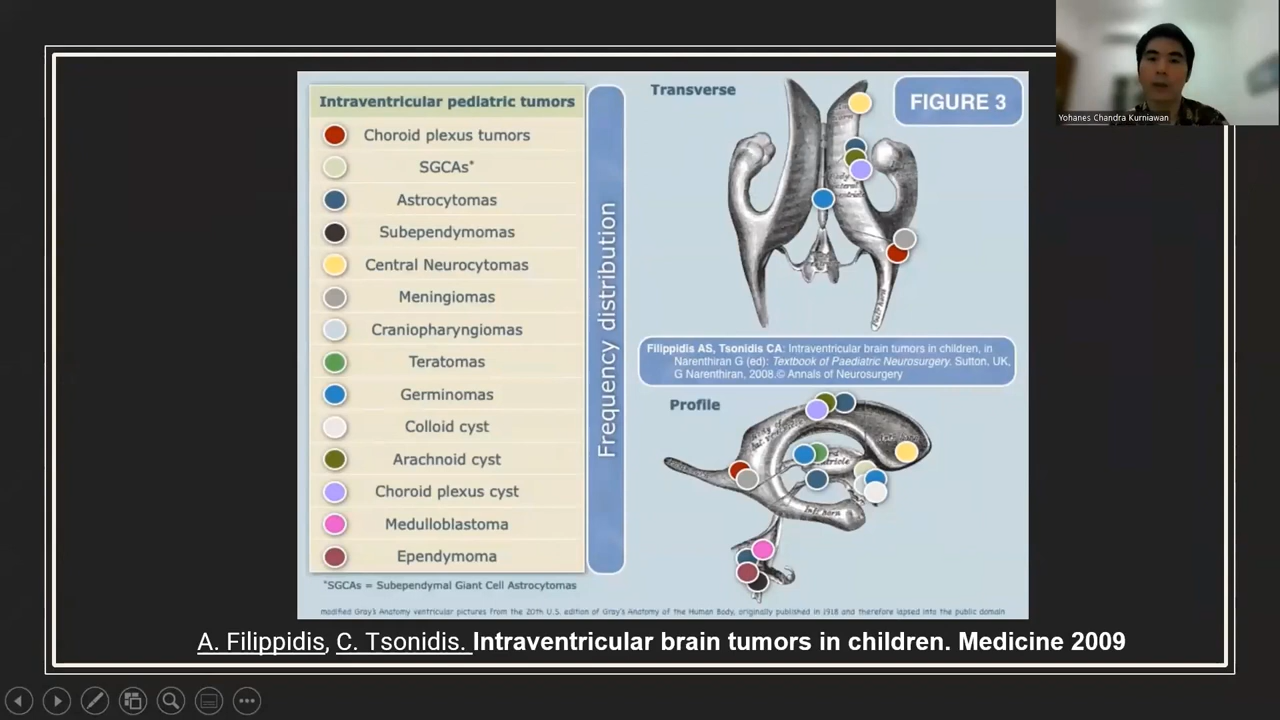 Yohanes Chandra Kurniawan
Intraventricular pediatric tumors
Choroid plexus tumors
SGCAs*
Astrocytomas
Subependymomas
Central Neurocytomas
Meningiomas
Craniopharyngiomas
Teratomas
Germinomas
Colloid cyst
Arachnoid cyst
Choroid plexus cyst
Medulloblastoma
Ependymoma
*SGCAs = Subependymal Giant Cell Astrocytomas
Frequency distribution
Transverse
FIGURE 3
Filippidis AS, Tsonidis CA: Intraventricular brain tumors in children, in
Narenthiran G (ed): Textbook of Paediatric Neurosurgery. Sutton, UK,
G Narenthiran, 2008.© Annals of Neurosurgery
Profile
modified Gray's Anatomy ventricular pictures from the 20th U.S. edition of Gray's Anatomy of the Human Body, originally published in 1918 and therefore lapsed into the public domain
A. Filippidis, C. Tsonidis. Intraventricular brain tumors in children. Medicine 2009